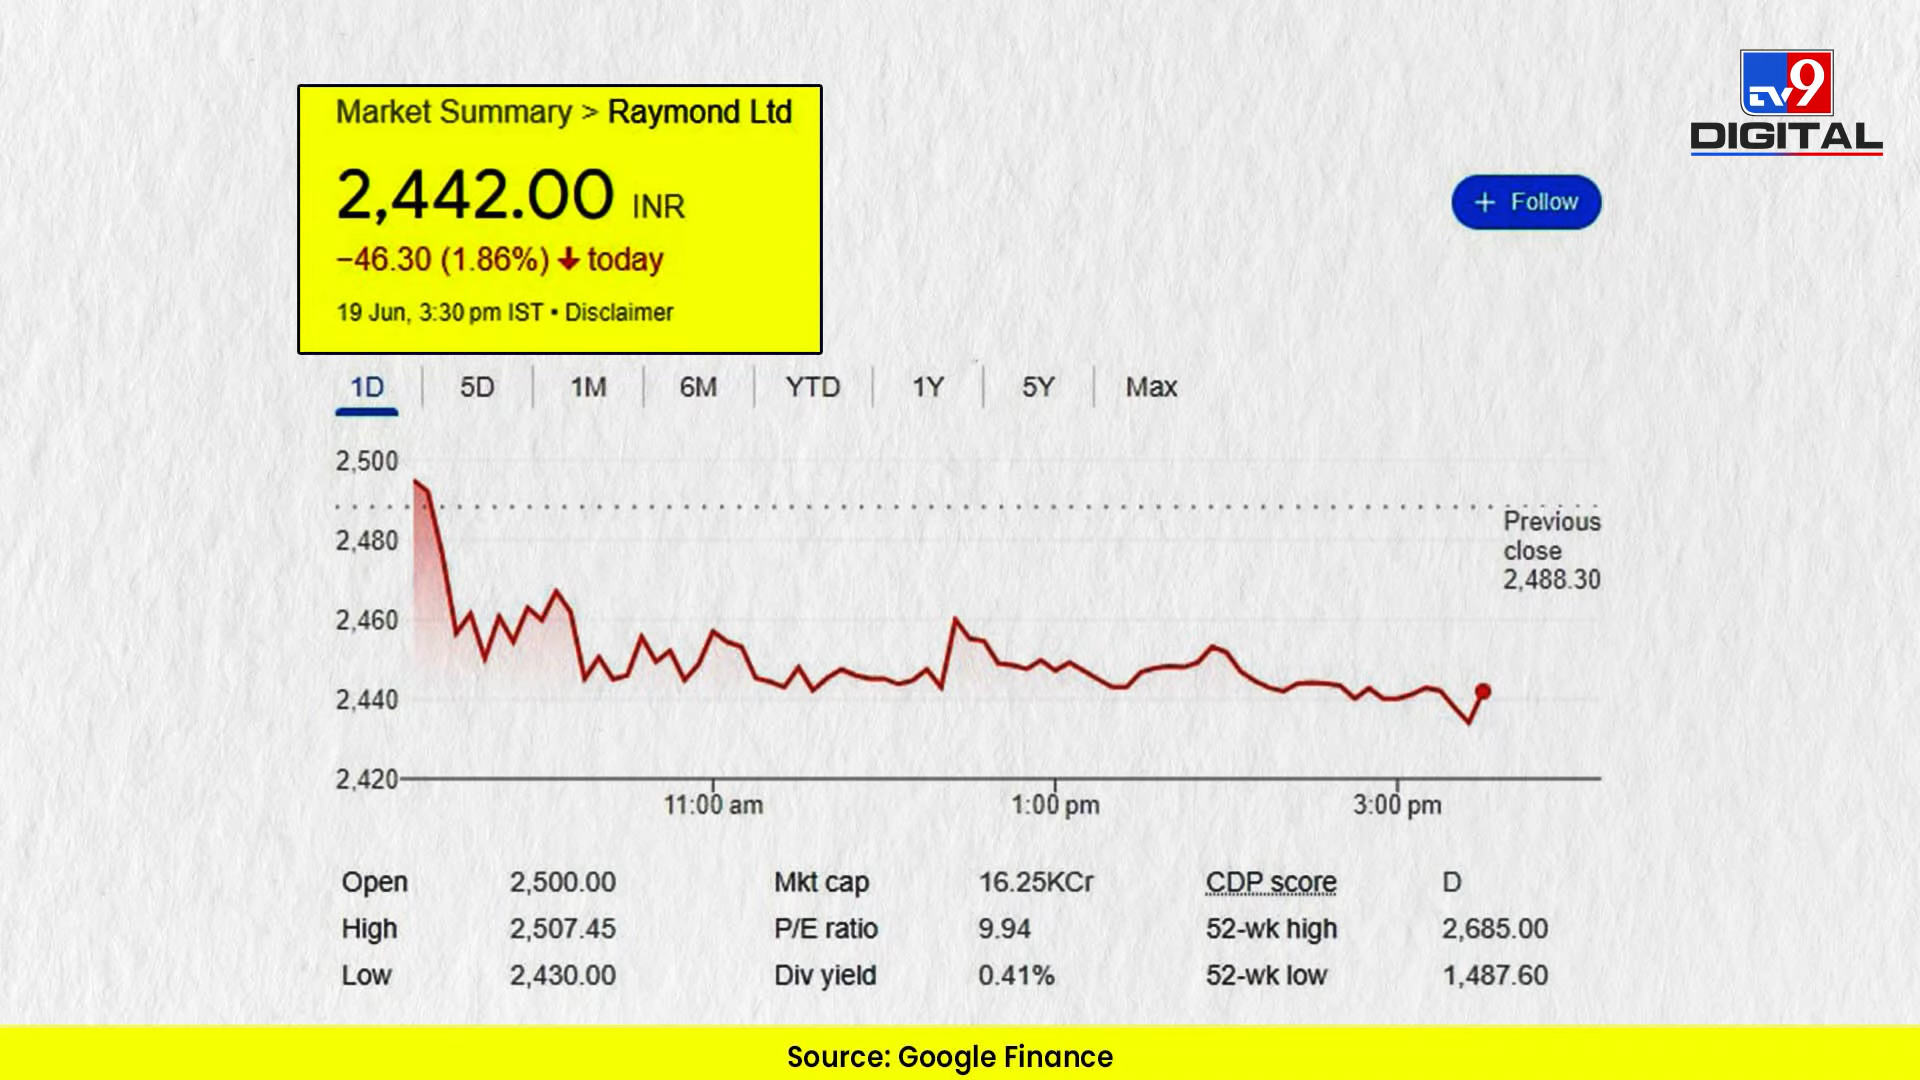 TV9
DIGITAL
Market Summary > Raymond Ltd
2,442.00 INR
−46.30 (1.86%) ↓ today
19 Jun, 3:30 pm IST • Disclaimer
+ Follow
1D 5D 1M 6M YTD 1Y 5Y Max
2,500
2,480
2,460
2,440
2,420
Previous
close
2,488.30
11:00 am 1:00 pm 3:00 pm
Open 2,500.00 Mkt cap 16.25KCr CDP score D
High 2,507.45 P/E ratio 9.94 52-wk high 2,685.00
Low 2,430.00 Div yield 0.41% 52-wk low 1,487.60
Source: Google Finance